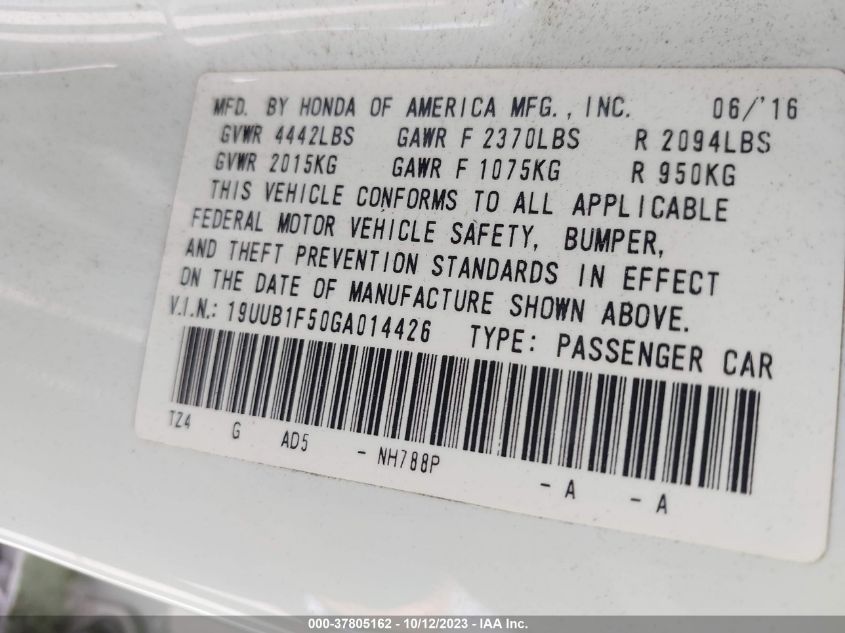 MFD. BY HONDA OF AMERICA MFG., INC. 06/'16
GVWR 4442LBS GAWR F 2370LBS R 2094LBS
GVWR 2015KG GAWR F 1075KG R 950KG
THIS VEHICLE CONFORMS TO ALL APPLICABLE
FEDERAL MOTOR VEHICLE SAFETY, BUMPER,
AND THEFT PREVENTION STANDARDS IN EFFECT
ON THE DATE OF MANUFACTURE SHOWN ABOVE.
V.I.N.: 19UUB1F50GA014426 TYPE: PASSENGER CAR
TZ4 G AD5 - NH788P - A - A
000-37805162 - 10/12/2023 - IAA Inc.